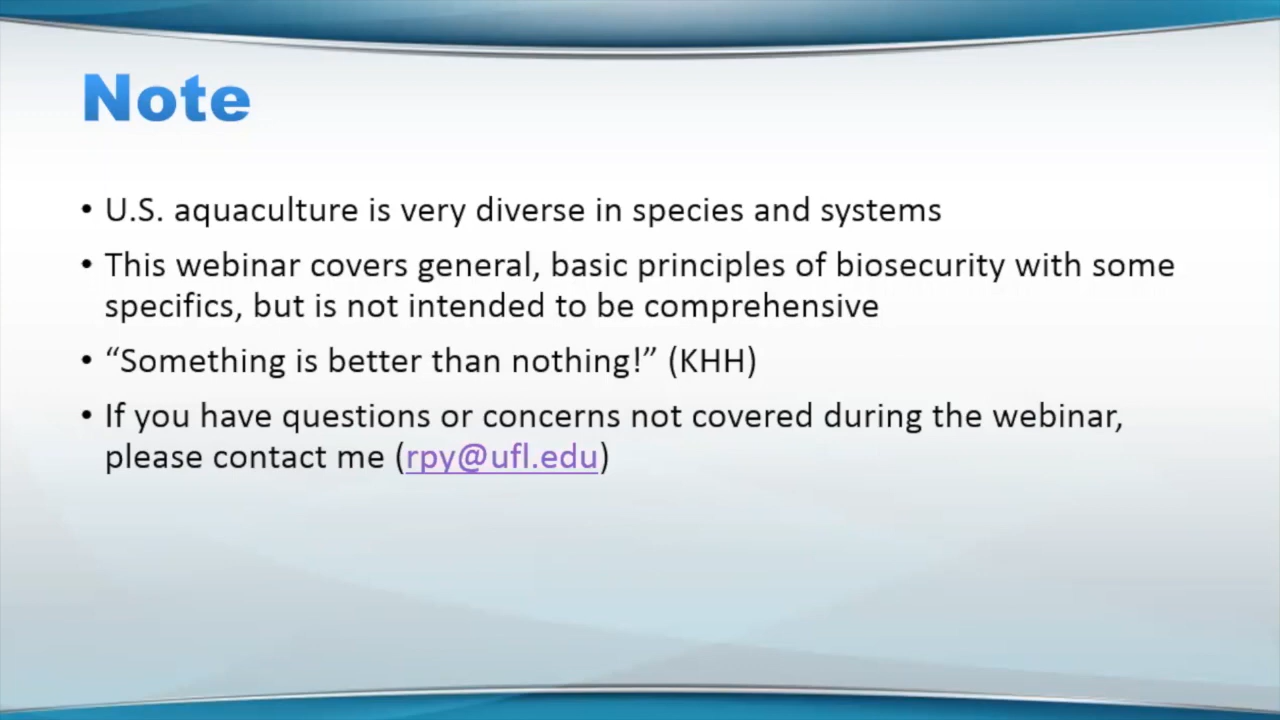 Note
• U.S. aquaculture is very diverse in species and systems
• This webinar covers general, basic principles of biosecurity with some
specifics, but is not intended to be comprehensive
• “Something is better than nothing!” (KHH)
• If you have questions or concerns not covered during the webinar,
please contact me (rpy@ufl.edu)